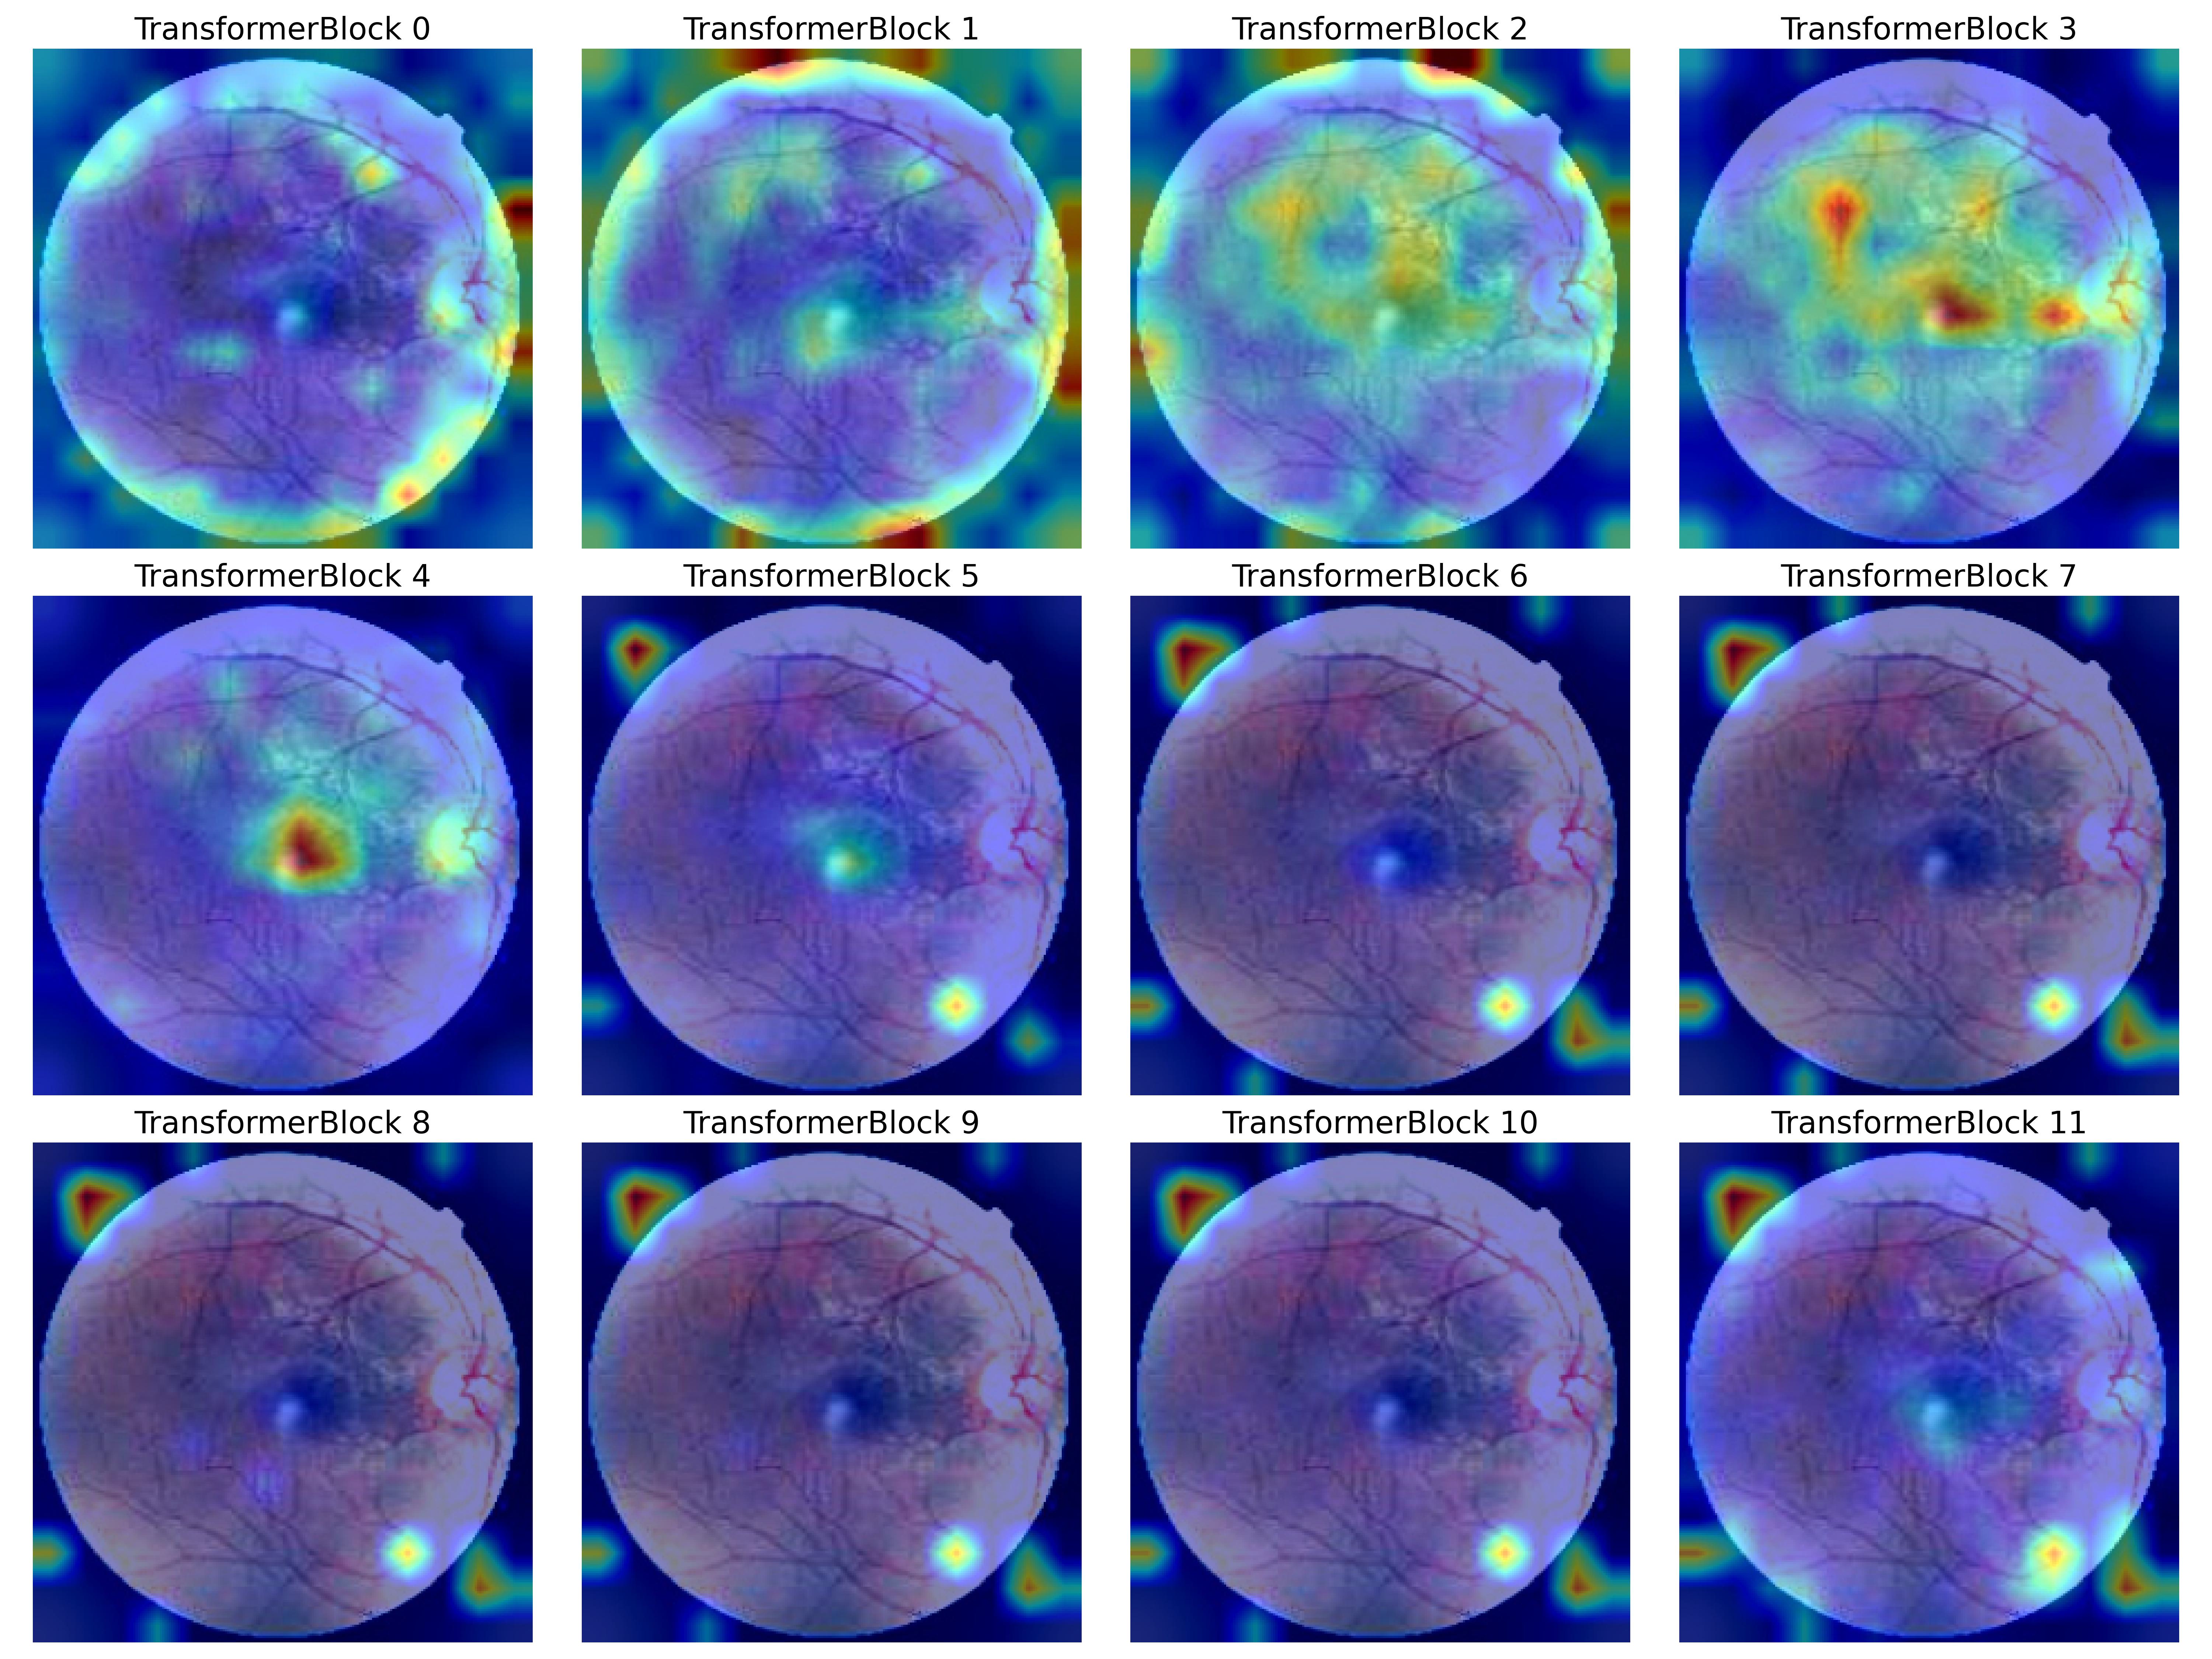 TransformerBlock 0
TransformerBlock 1
TransformerBlock 2
TransformerBlock 3
TransformerBlock 4
TransformerBlock 5
TransformerBlock 6
TransformerBlock 7
TransformerBlock 8
TransformerBlock 9
TransformerBlock 10
TransformerBlock 11